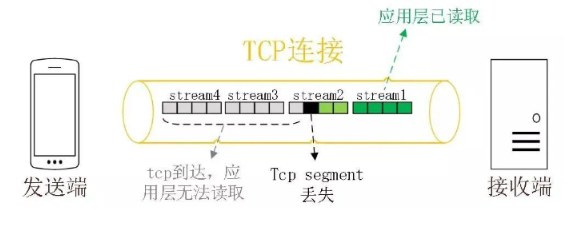 应用层已读取
TCP连接
stream4 stream3 stream2 stream1
tcp到达，应
用层无法读取
Tcp segment
丢失
发送端
接收端